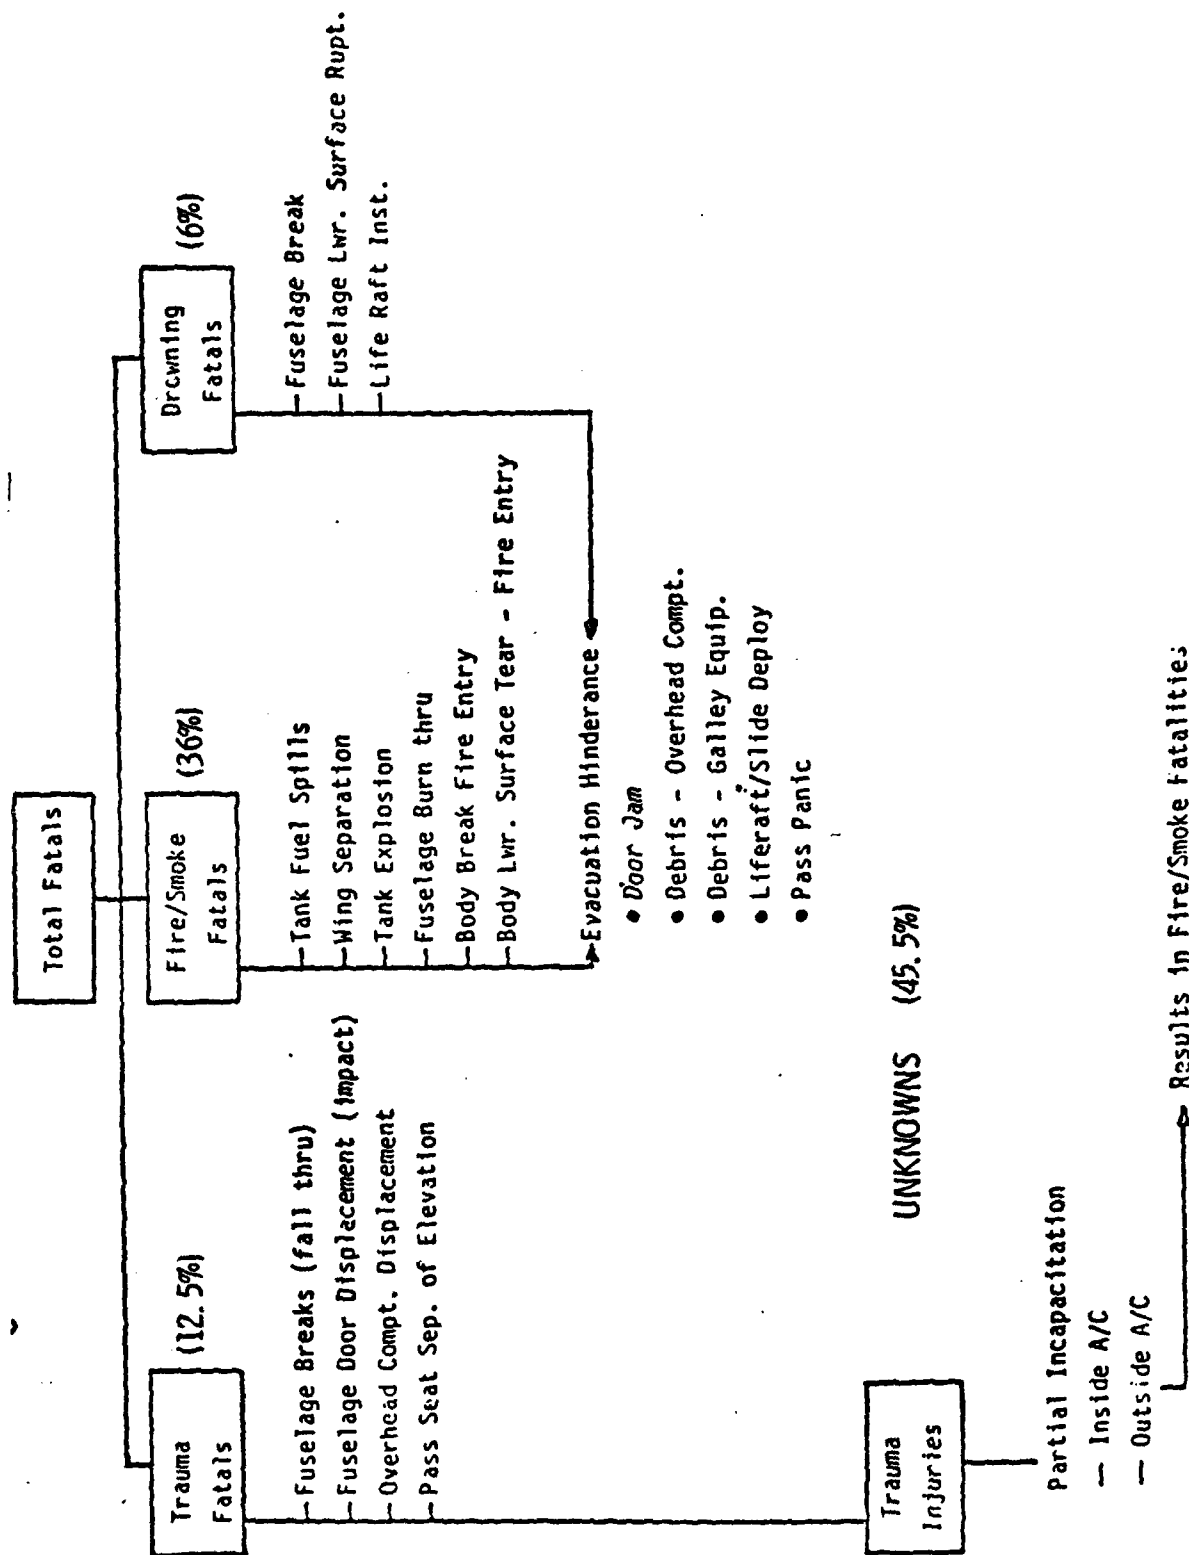 Total Fatals
Trauma
Fatals
(12.5%)
Fuselage Breaks (fall thru)
Fuselage Door Displacement (impact)
Overhead Compt. Displacement
Pass Seat Sep. of Elevation
Fire/Smoke
Fatals
(36%)
Tank Fuel Spills
Wing Separation
Tank Explosion
Fuselage Burn thru
Body Break Fire Entry
Body Lwr. Surface Tear - Fire Entry
Drowning
Fatals
(6%)
Fuselage Break
Fuselage Lwr. Surface Rupt.
Life Raft Inst.
Evacuation Hinderance
• Door Jam
• Debris - Overhead Compt.
• Debris - Galley Equip.
• Liferaft/Slide Deploy
• Pass Panic
UNKNOWNS (45.5%)
Trauma
Injuries
Partial Incapacitation
— Inside A/C
— Outside A/C
Results in Fire/Smoke Fatalities